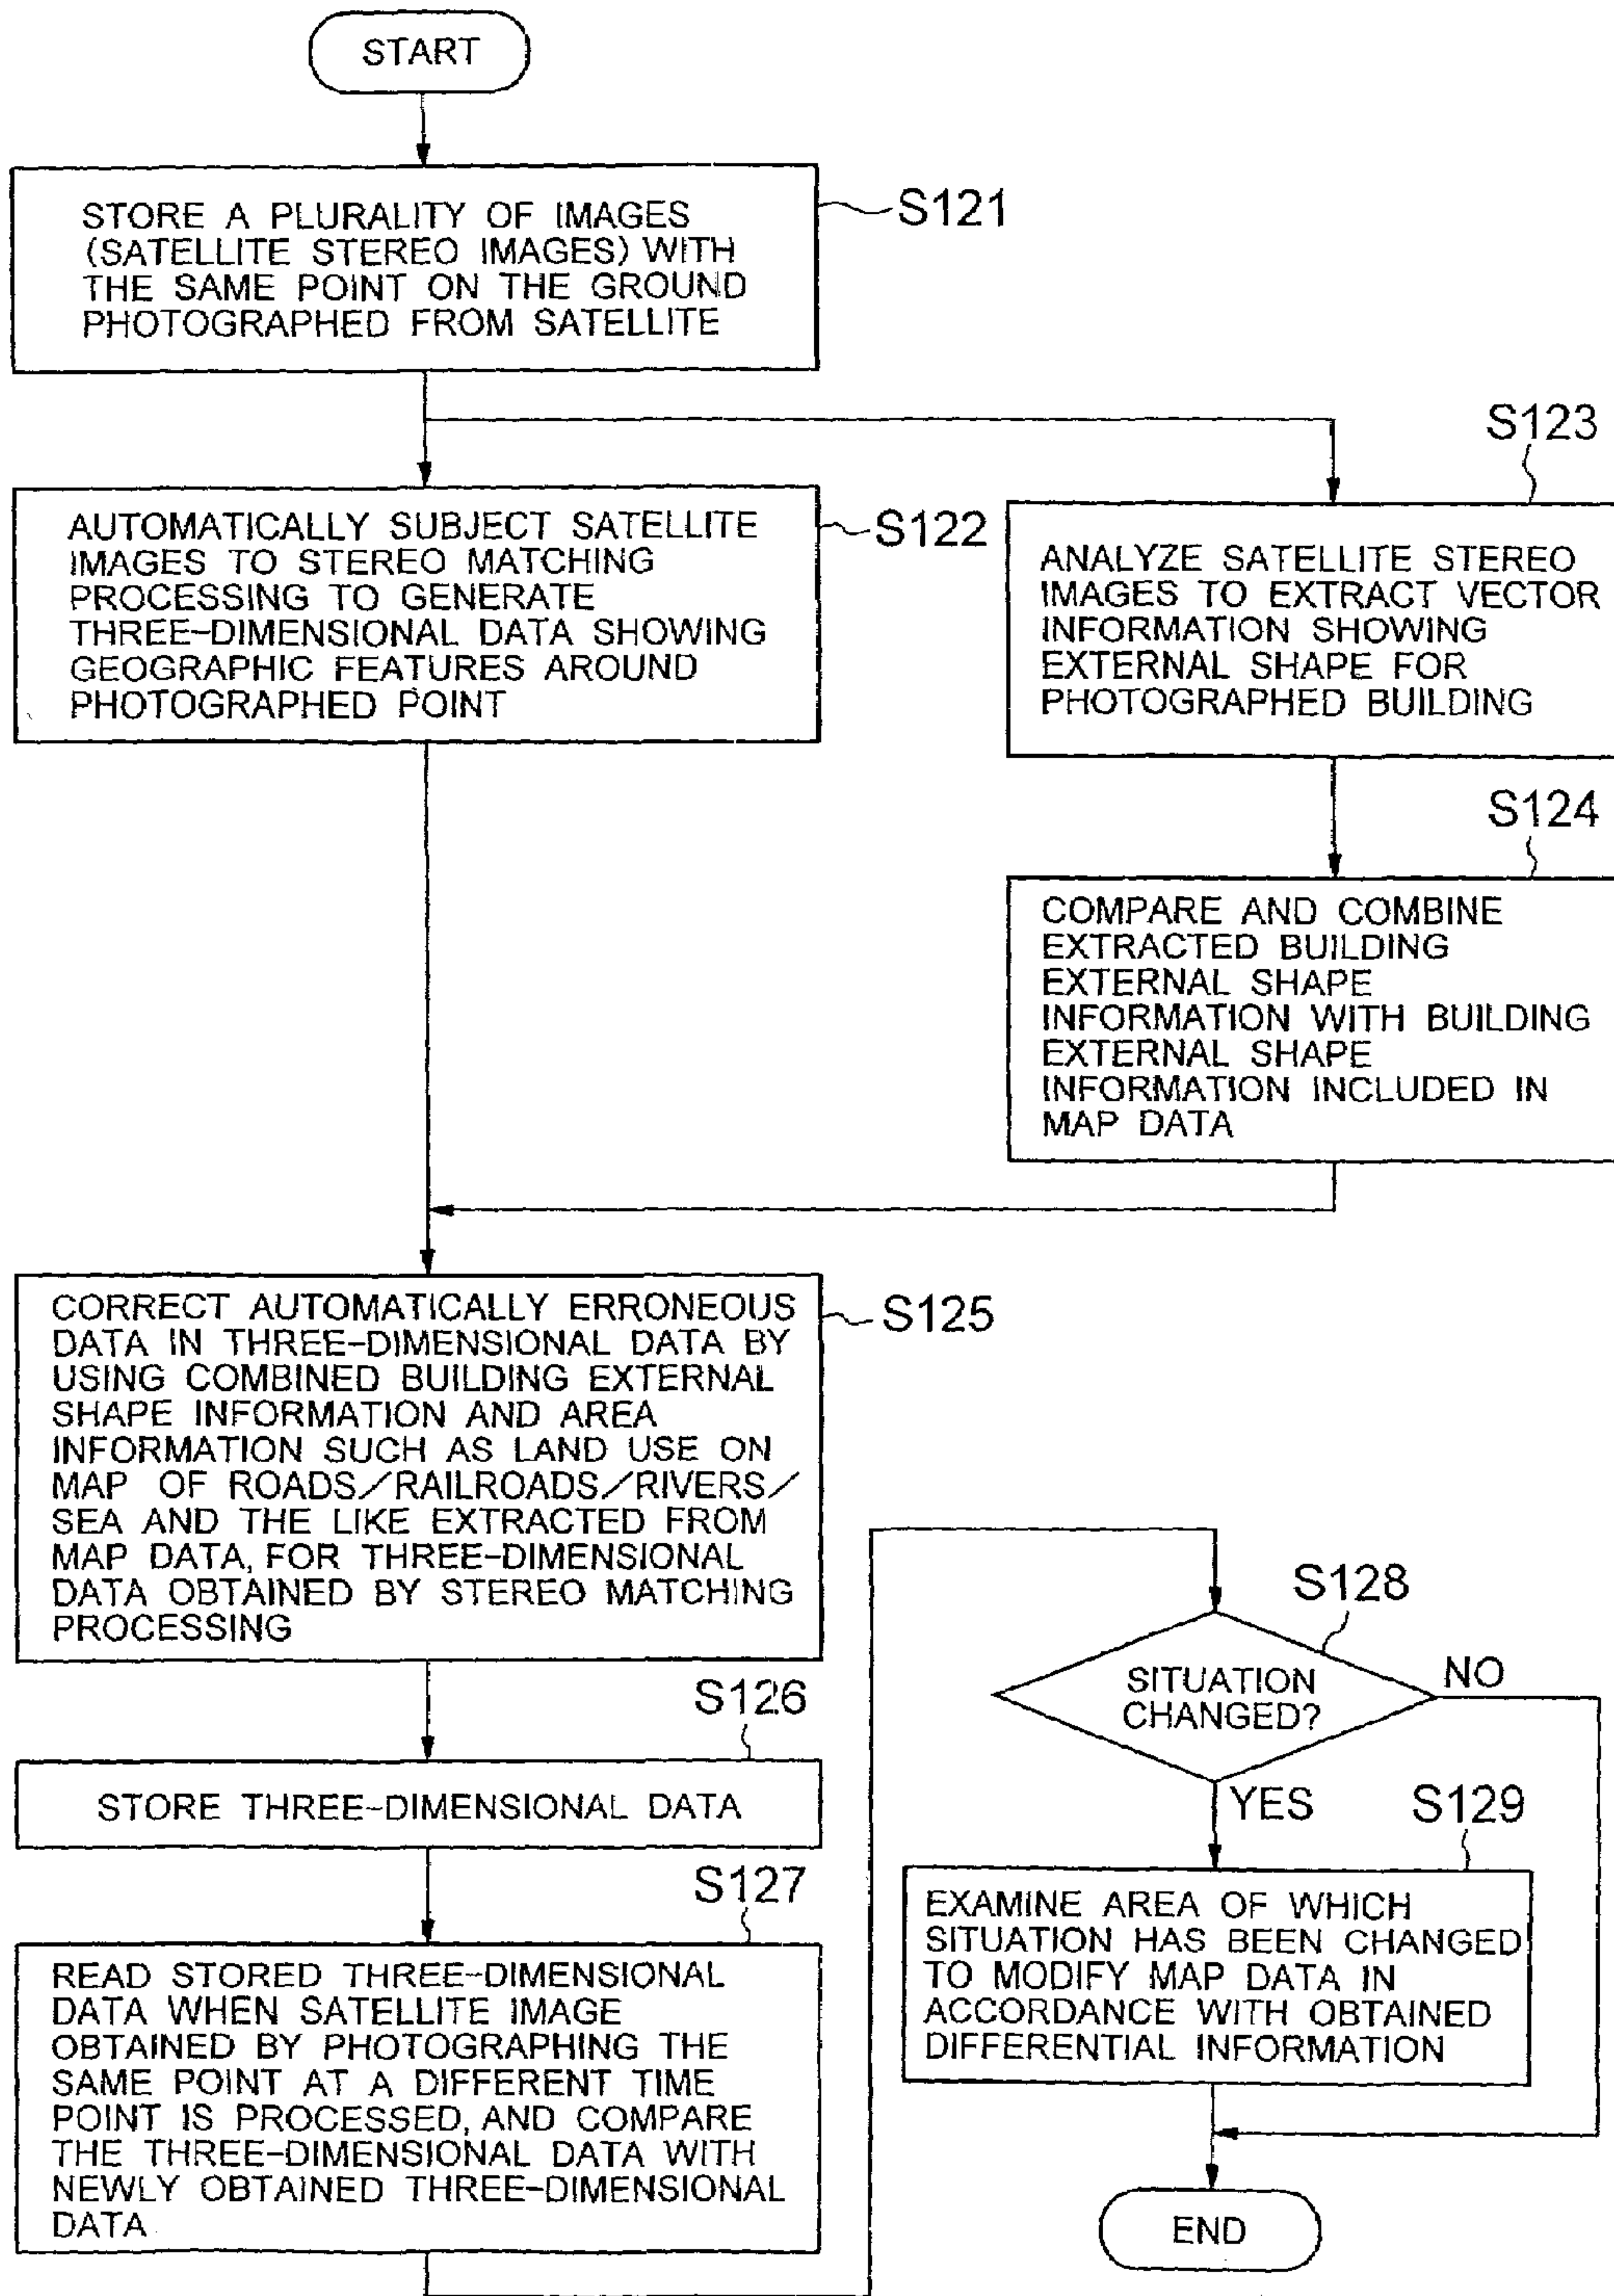 START
STORE A PLURALITY OF IMAGES
(SATELLITE STEREO IMAGES) WITH
THE SAME POINT ON THE GROUND
PHOTOGRAPHED FROM SATELLITE
S121
AUTOMATICALLY SUBJECT SATELLITE
IMAGES TO STEREO MATCHING
PROCESSING TO GENERATE
THREE-DIMENSIONAL DATA SHOWING
GEOGRAPHIC FEATURES AROUND
PHOTOGRAPHED POINT
S122
S123
ANALYZE SATELLITE STEREO
IMAGES TO EXTRACT VECTOR
INFORMATION SHOWING
EXTERNAL SHAPE FOR
PHOTOGRAPHED BUILDING
S124
COMPARE AND COMBINE
EXTRACTED BUILDING
EXTERNAL SHAPE
INFORMATION WITH BUILDING
EXTERNAL SHAPE
INFORMATION INCLUDED IN
MAP DATA
CORRECT AUTOMATICALLY ERRONEOUS
DATA IN THREE-DIMENSIONAL DATA BY
USING COMBINED BUILDING EXTERNAL
SHAPE INFORMATION AND AREA
INFORMATION SUCH AS LAND USE ON
MAP OF ROADS/RAILROADS/RIVERS/
SEA AND THE LIKE EXTRACTED FROM
MAP DATA, FOR THREE-DIMENSIONAL
DATA OBTAINED BY STEREO MATCHING
PROCESSING
S125
S126
STORE THREE-DIMENSIONAL DATA
S127
READ STORED THREE-DIMENSIONAL
DATA WHEN SATELLITE IMAGE
OBTAINED BY PHOTOGRAPHING THE
SAME POINT AT A DIFFERENT TIME
POINT IS PROCESSED, AND COMPARE
THE THREE-DIMENSIONAL DATA WITH
NEWLY OBTAINED THREE-DIMENSIONAL
DATA
S128
SITUATION
CHANGED?
NO
YES
S129
EXAMINE AREA OF WHICH
SITUATION HAS BEEN CHANGED
TO MODIFY MAP DATA IN
ACCORDANCE WITH OBTAINED
DIFFERENTIAL INFORMATION
END